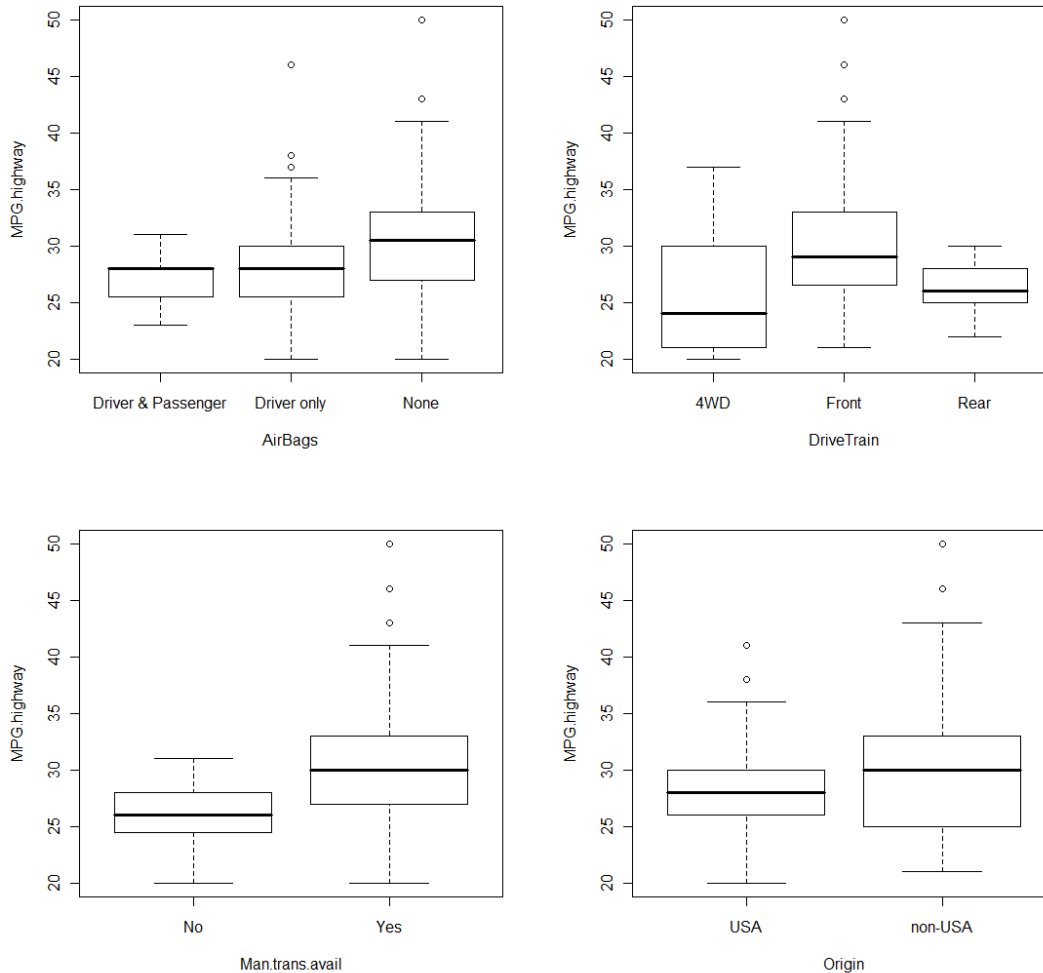 MPG.highway
50
45
40
35
30
25
20
Driver & Passenger Driver only None
AirBags
MPG.highway
50
45
40
35
30
25
20
4WD Front Rear
DriveTrain
MPG.highway
50
45
40
35
30
25
20
No Yes
Man.trans.avail
MPG.highway
50
45
40
35
30
25
20
USA non-USA
Origin